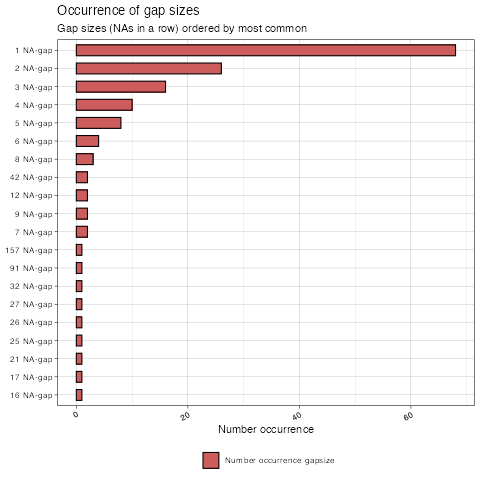 Occurrence of gap sizes
Gap sizes (NAs in a row) ordered by most common
1 NA-gap
2 NA-gap
3 NA-gap
4 NA-gap
5 NA-gap
6 NA-gap
8 NA-gap
42 NA-gap
12 NA-gap
9 NA-gap
7 NA-gap
157 NA-gap
91 NA-gap
32 NA-gap
27 NA-gap
26 NA-gap
25 NA-gap
21 NA-gap
17 NA-gap
16 NA-gap
0 20 40 60
Number occurrence
Number occurrence gapsize